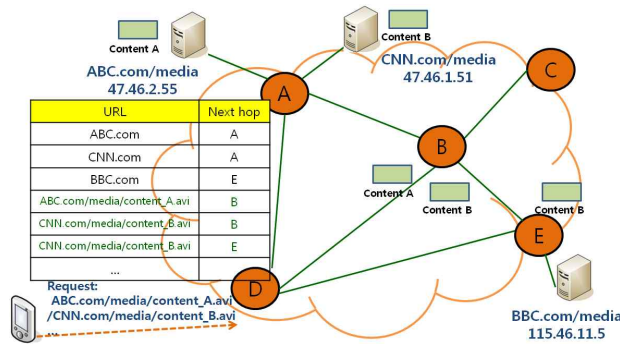 Content A
ABC.com/media
47.46.2.55
Content B
CNN.com/media
47.46.1.51
A
C
B
URL Next hop
ABC.com A
CNN.com A
BBC.com E
ABC.com/media/content_A.avi B
CNN.com/media/content_B.avi B
CNN.com/media/content_B.avi E
...
Content A
Content B
Content B
E
D
Request:
ABC.com/media/content_A.avi
/CNN.com/media/content_B.avi
...
BBC.com/media
115.46.11.5